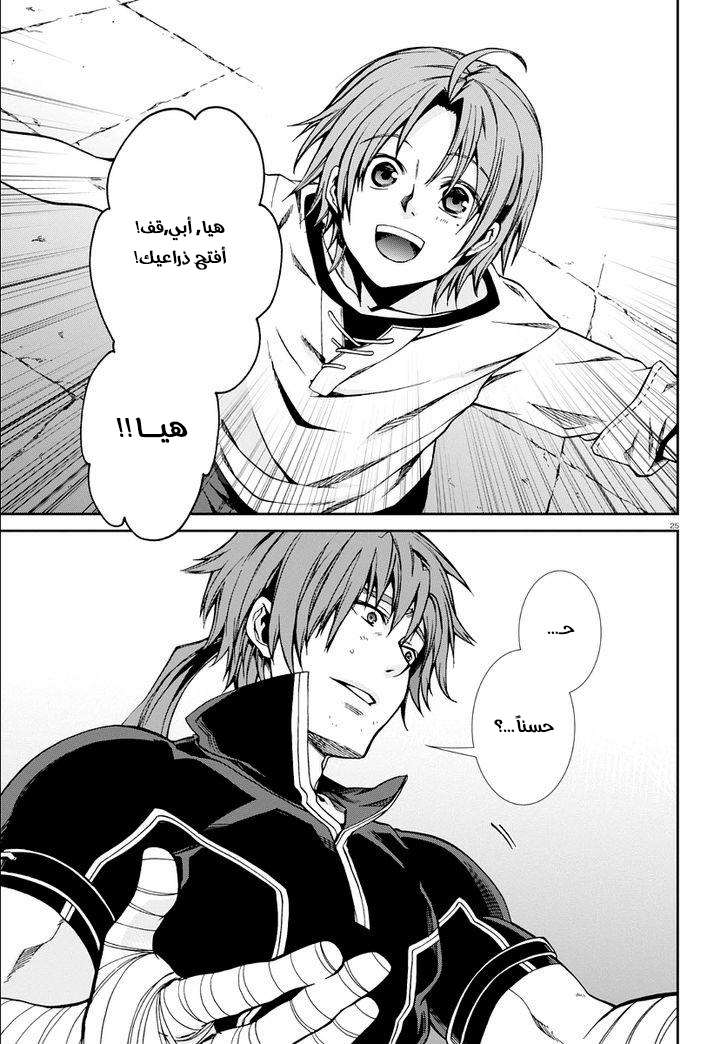 هيا, أبي,قف!
أفتح ذراعيك!
هيــا !!
25
حـ...
حسناً ...؟